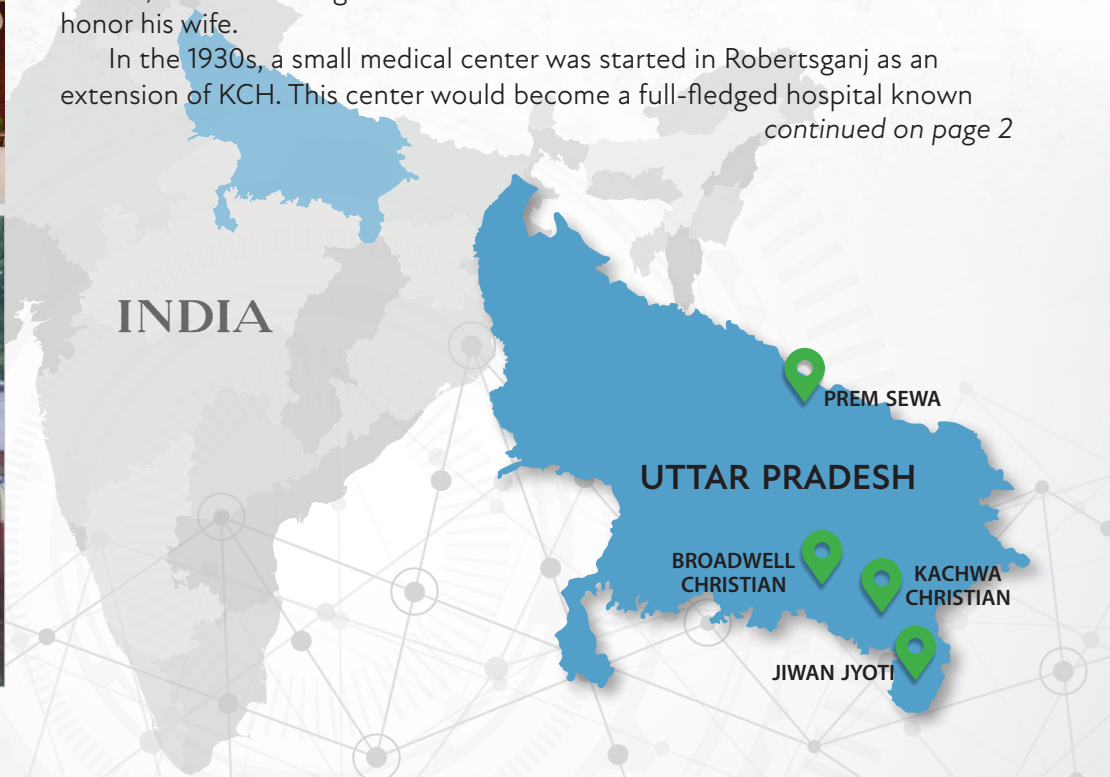 honor his wife.
In the 1930s, a small medical center was started in Robertsganj as an
extension of KCH. This center would become a full-fledged hospital known
continued on page 2
INDIA
PREM SEWA
UTTAR PRADESH
BROADWELL
CHRISTIAN
KACHWA
CHRISTIAN
JIWAN JYOTI